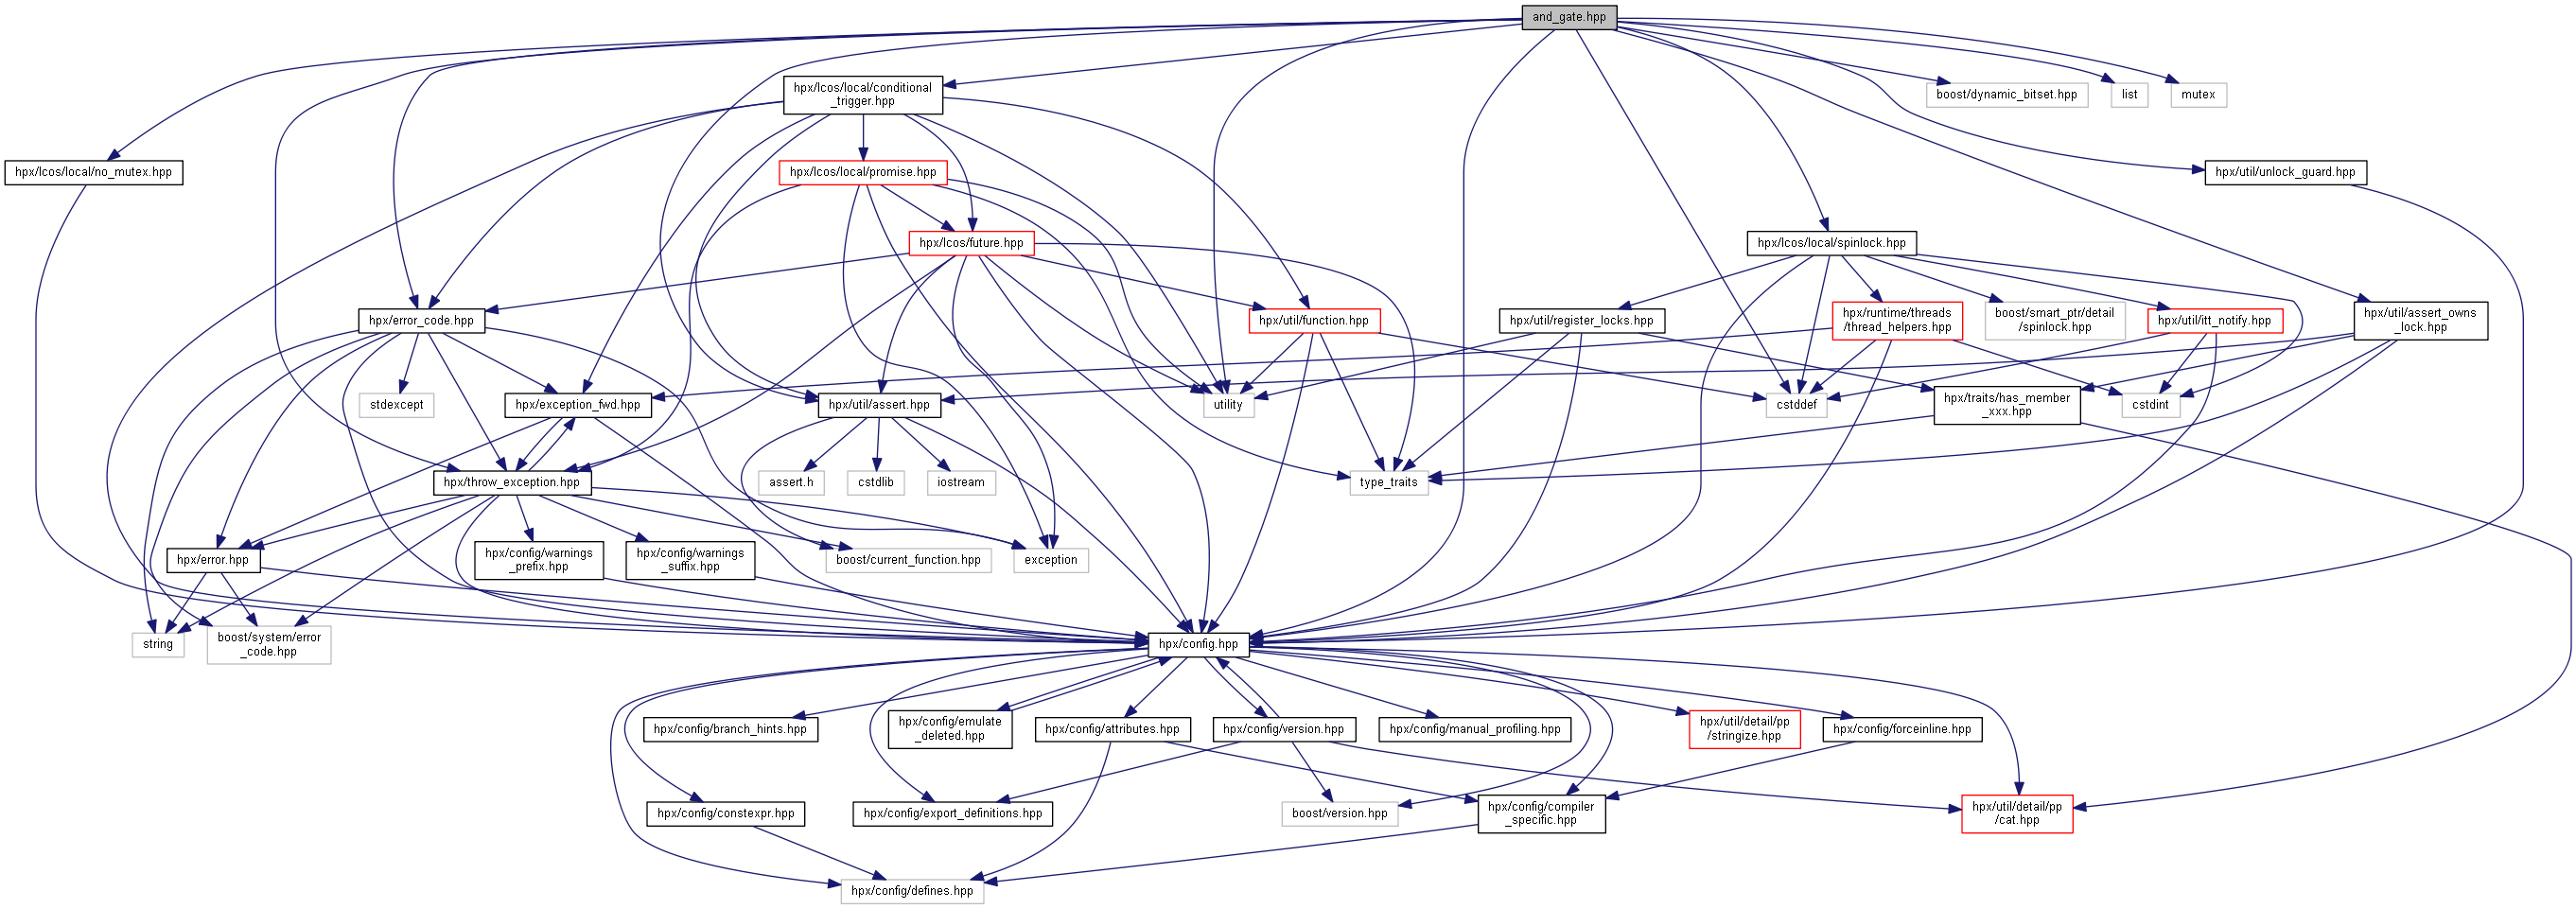 and_gate.hpp
hpx/lcos/local/conditional
_trigger.hpp
boost/dynamic_bitset.hpp
list
mutex
hpx/lcos/local/no_mutex.hpp
hpx/lcos/local/promise.hpp
hpx/util/unlock_guard.hpp
hpx/lcos/future.hpp
hpx/lcos/local/spinlock.hpp
hpx/error_code.hpp
hpx/util/function.hpp
hpx/util/register_locks.hpp
hpx/runtime/threads
/thread_helpers.hpp
boost/smart_ptr/detail
/spinlock.hpp
hpx/util/itt_notify.hpp
hpx/util/assert_owns
_lock.hpp
stdexcept
hpx/exception_fwd.hpp
hpx/util/assert.hpp
utility
cstddef
hpx/traits/has_member
_xxx.hpp
cstdint
hpx/throw_exception.hpp
assert.h
cstdlib
iostream
type_traits
hpx/error.hpp
hpx/config/warnings
_prefix.hpp
hpx/config/warnings
_suffix.hpp
boost/current_function.hpp
exception
string
boost/system/error
_code.hpp
hpx/config.hpp
hpx/config/branch_hints.hpp
hpx/config/emulate
_deleted.hpp
hpx/config/attributes.hpp
hpx/config/version.hpp
hpx/config/manual_profiling.hpp
hpx/util/detail/pp
/stringize.hpp
hpx/config/forceinline.hpp
hpx/config/constexpr.hpp
hpx/config/export_definitions.hpp
boost/version.hpp
hpx/config/compiler
_specific.hpp
hpx/util/detail/pp
/cat.hpp
hpx/config/defines.hpp